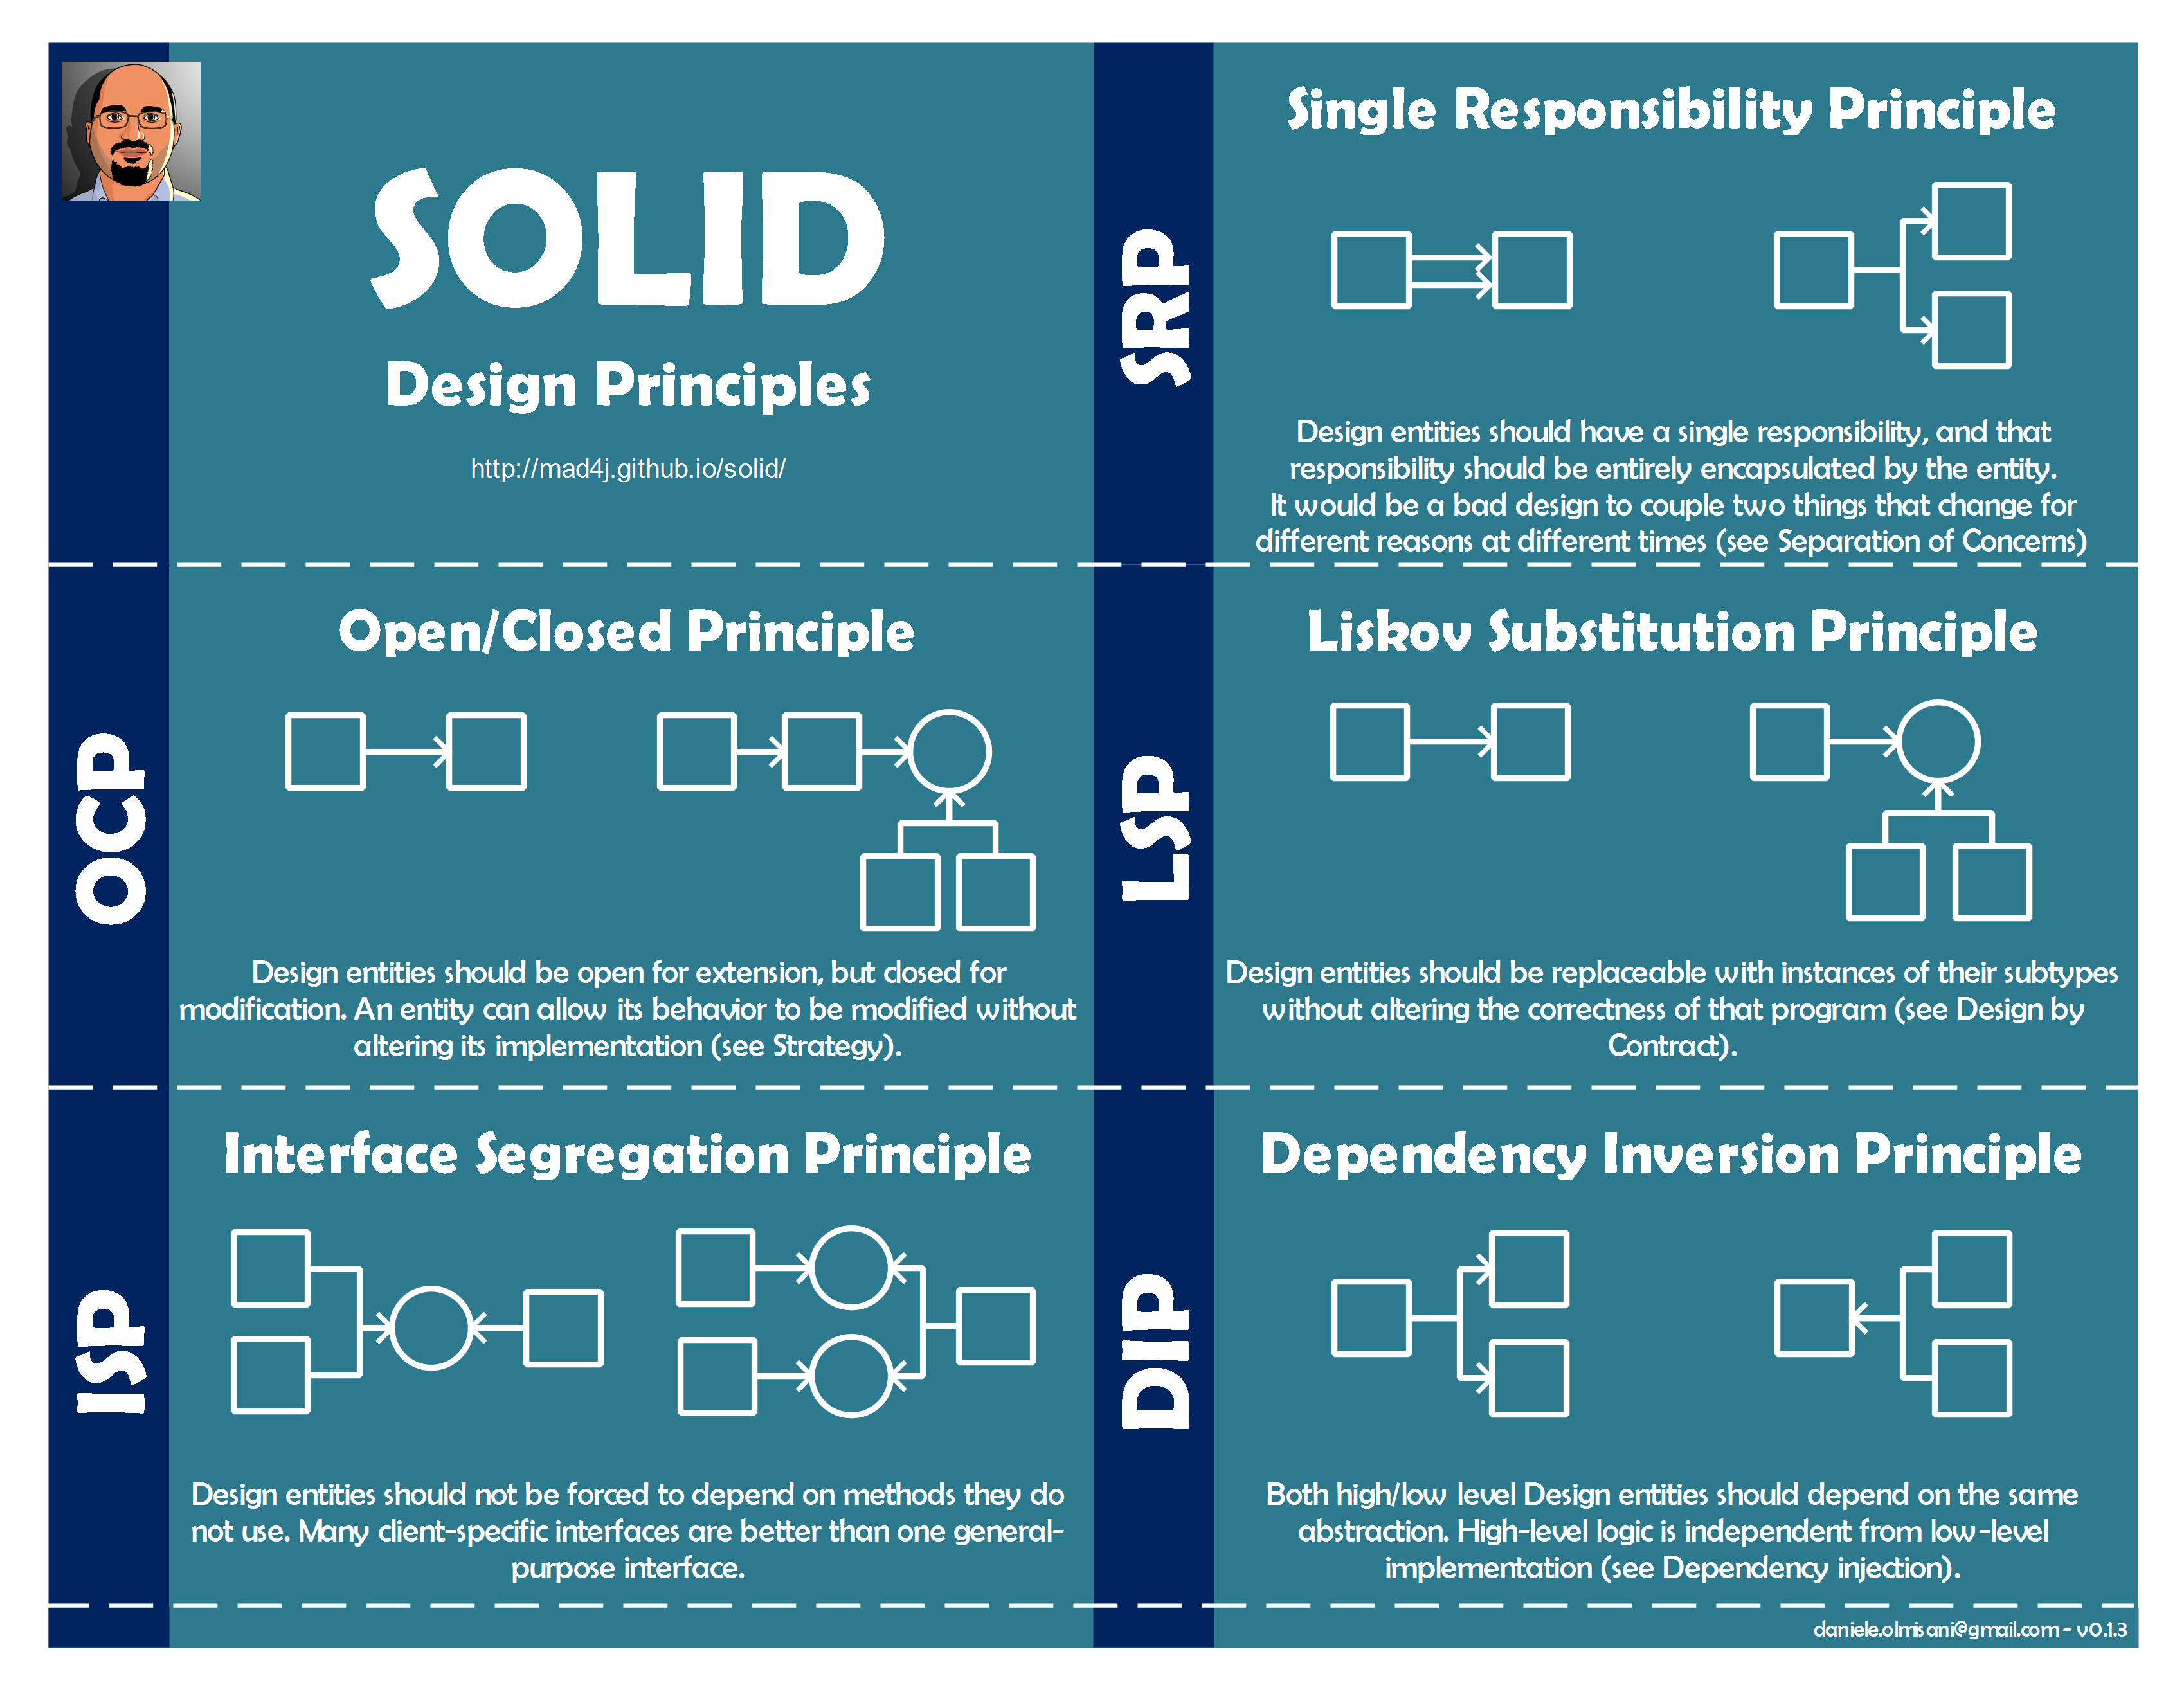 SOLID
Design Principles
http://mad4j.github.io/solid/
SRP
Single Responsibility Principle
Design entities should have a single responsibility, and that
responsibility should be entirely encapsulated by the entity.
It would be a bad design to couple two things that change for
different reasons at different times (see Separation of Concerns)
OCP
Open/Closed Principle
Design entities should be open for extension, but closed for
modification. An entity can allow its behavior to be modified without
altering its implementation (see Strategy).
LSP
Liskov Substitution Principle
Design entities should be replaceable with instances of their subtypes
without altering the correctness of that program (see Design by
Contract).
ISP
Interface Segregation Principle
Design entities should not be forced to depend on methods they do
not use. Many client-specific interfaces are better than one general-
purpose interface.
DIP
Dependency Inversion Principle
Both high/low level Design entities should depend on the same
abstraction. High-level logic is independent from low-level
implementation (see Dependency injection).
daniele.olmisani@gmail.com - v0.1.3